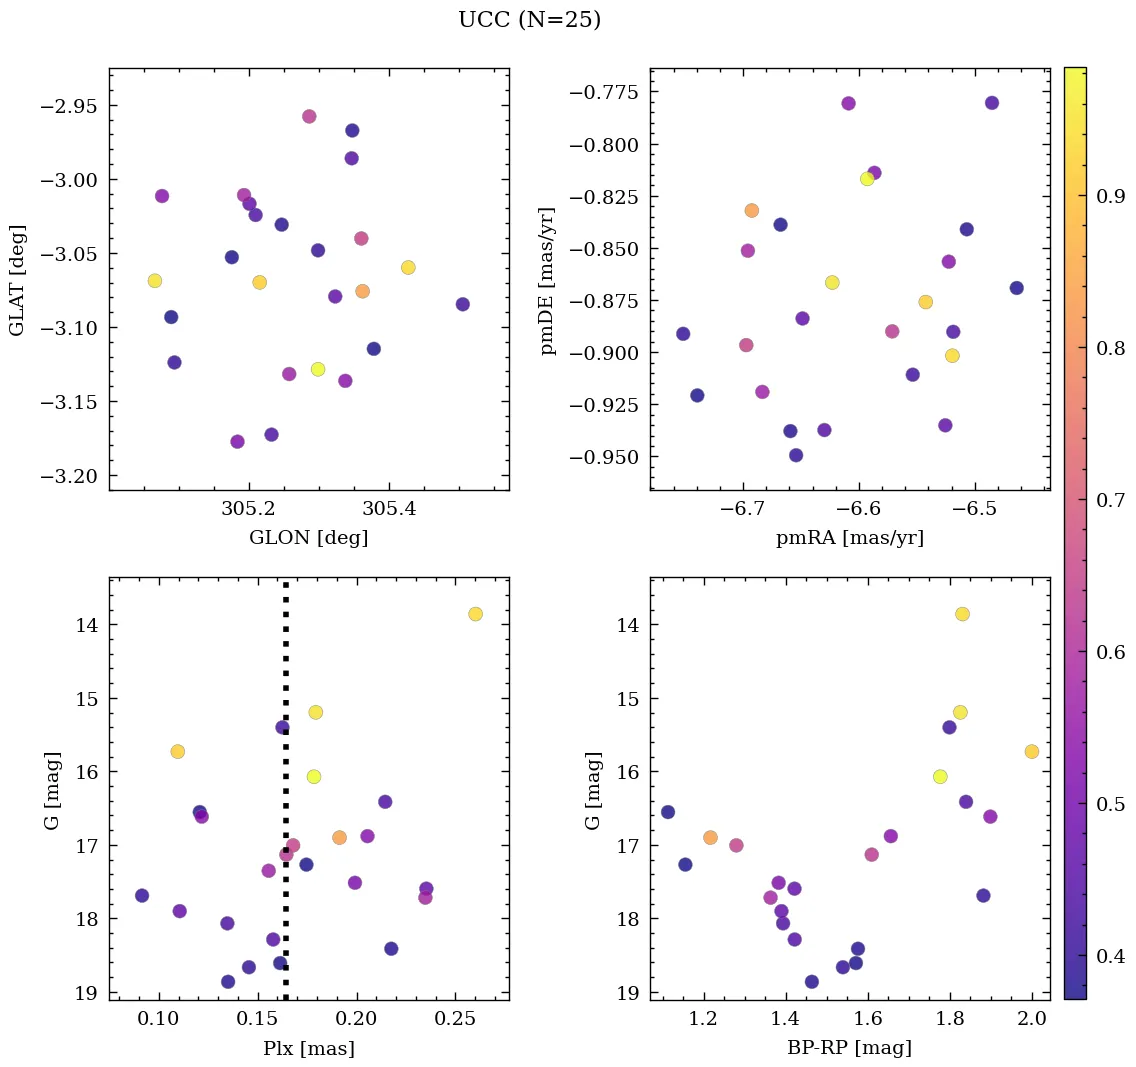 UCC (N=25)
−2.95
−3.00
−3.05
−3.10
−3.15
−3.20
GLAT [deg]
305.2 305.4
GLON [deg]
−0.775
−0.800
−0.825
−0.850
−0.875
−0.900
−0.925
−0.950
pmDE [mas/yr]
−6.7 −6.6 −6.5
pmRA [mas/yr]
14
15
16
17
18
19
G [mag]
0.10 0.15 0.20 0.25
Plx [mas]
14
15
16
17
18
19
G [mag]
1.2 1.4 1.6 1.8 2.0
BP-RP [mag]
0.9
0.8
0.7
0.6
0.5
0.4